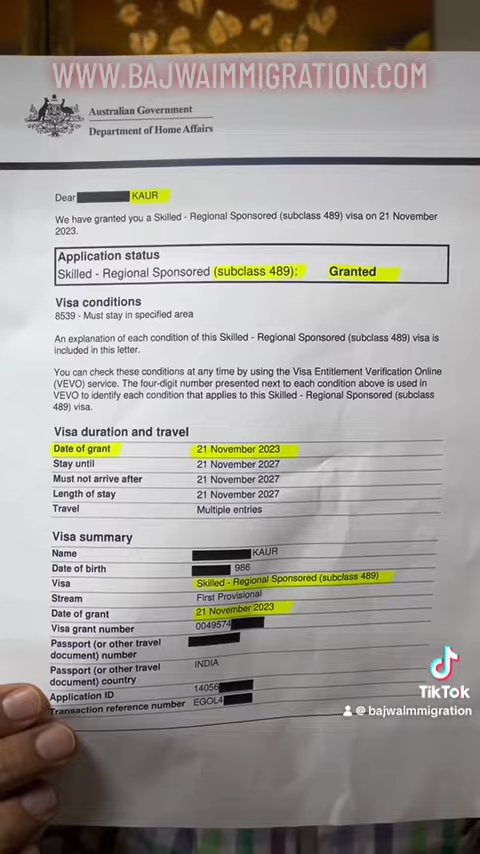 WWW.BAJWAIMMIGRATION.COM
Australian Government
Department of Home Affairs
Dear KAUR
We have granted you a Skilled - Regional Sponsored (subclass 489) visa on 21 November
2023.
Application status
Skilled - Regional Sponsored (subclass 489): Granted
Visa conditions
8539 - Must stay in specified area
An explanation of each condition of this Skilled - Regional Sponsored (subclass 489) visa is
included in this letter.
You can check these conditions at any time by using the Visa Entitlement Verification Online
(VEVO) service. The four-digit number presented next to each condition above is used in
VEVO to identify each condition that applies to this Skilled - Regional Sponsored (subclass
489) visa.
Visa duration and travel
Date of grant 21 November 2023
Stay until 21 November 2027
Must not arrive after 21 November 2027
Length of stay 21 November 2027
Travel Multiple entries
Visa summary
Name KAUR
Date of birth 986
Visa Skilled - Regional Sponsored (subclass 489)
Stream First Provisional
Date of grant 21 November 2023
Visa grant number 0049574
Passport (or other travel
document) number
Passport (or other travel
document) country INDIA
Application ID 14056
Transaction reference number EGOL4
TikTok
@bajwaimmigration